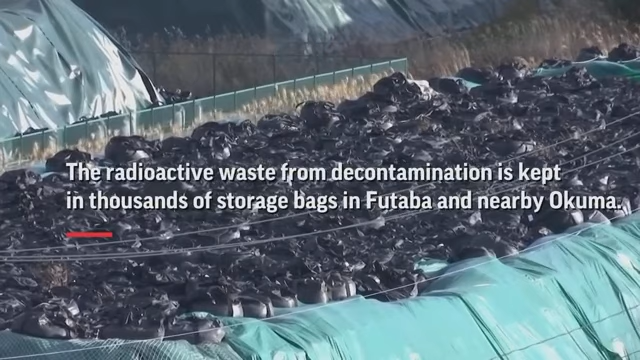 The radioactive waste from decontamination is kept
in thousands of storage bags in Futaba and nearby Okuma.